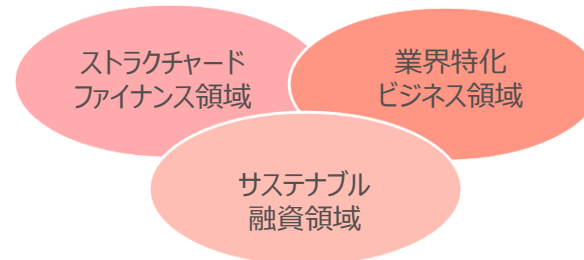 ストラクチャード
ファイナンス領域
業界特化
ビジネス領域
サステナブル
融資領域